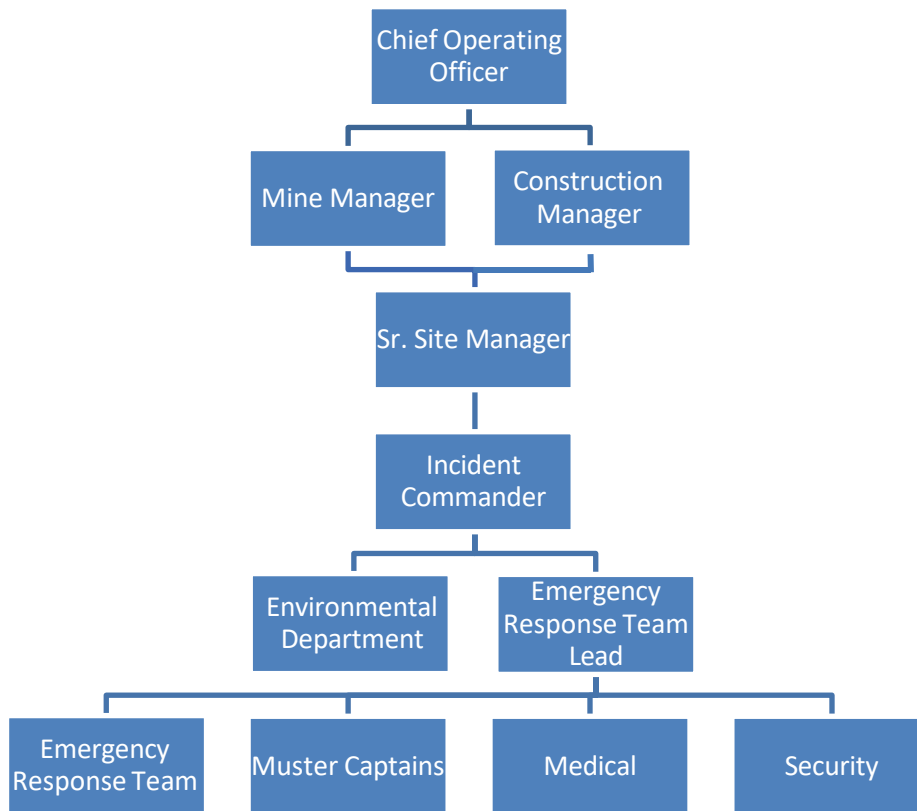 Chief Operating
Officer
Mine Manager
Construction
Manager
Sr. Site Manager
Incident
Commander
Environmental
Department
Emergency
Response Team
Lead
Emergency
Response Team
Muster Captains
Medical
Security